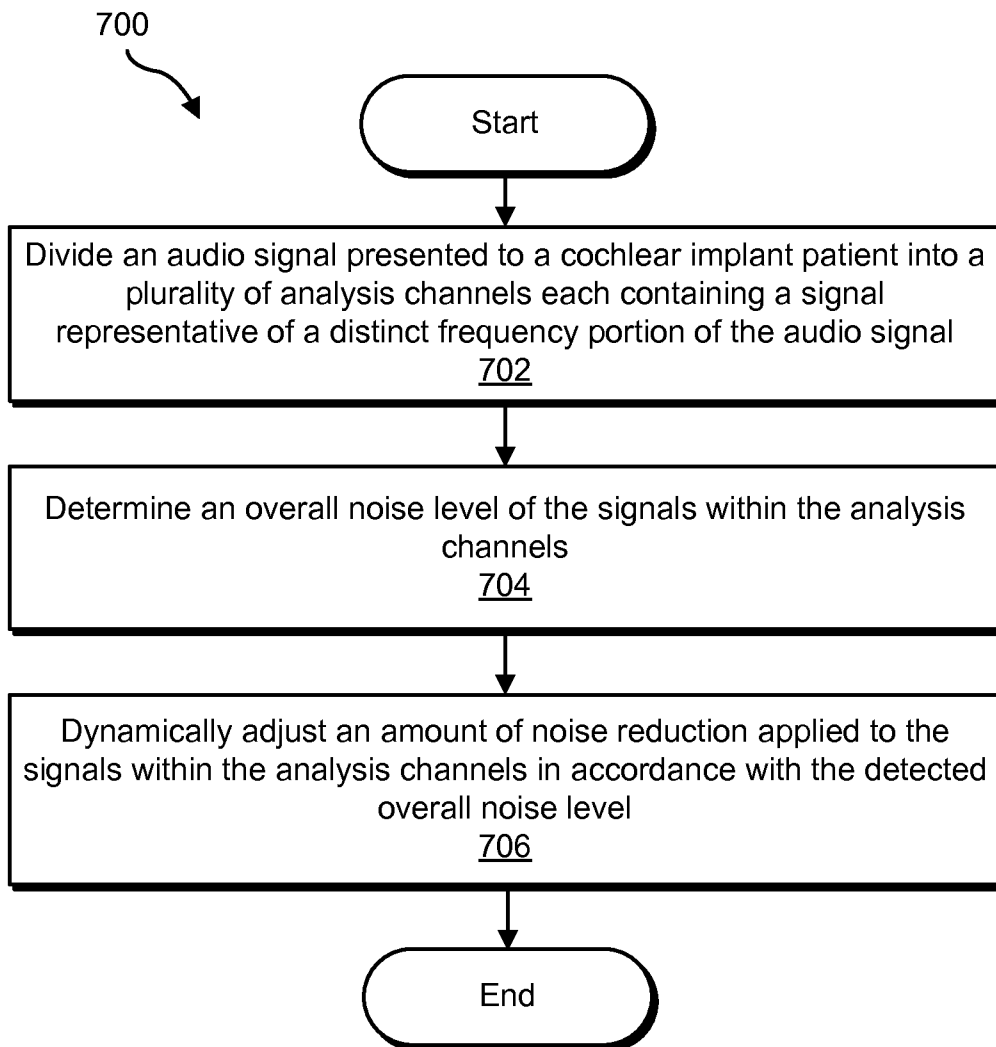 700
Start
Divide an audio signal presented to a cochlear implant patient into a
plurality of analysis channels each containing a signal
representative of a distinct frequency portion of the audio signal
702
Determine an overall noise level of the signals within the analysis
channels
704
Dynamically adjust an amount of noise reduction applied to the
signals within the analysis channels in accordance with the detected
overall noise level
706
End